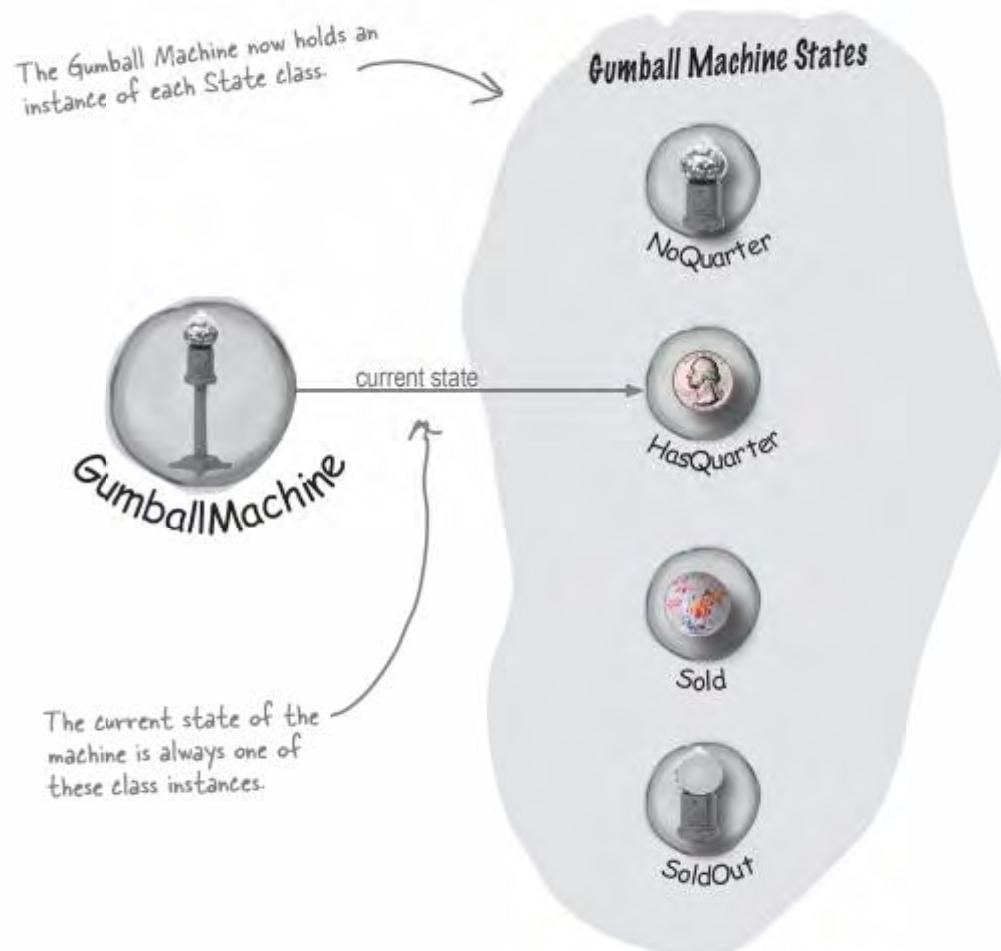 The Gumball Machine now holds an
instance of each State class.
Gumball Machine States
NoQuarter
current state
HasQuarter
GumballMachine
Sold
The current state of the
machine is always one of
these class instances.
SoldOut